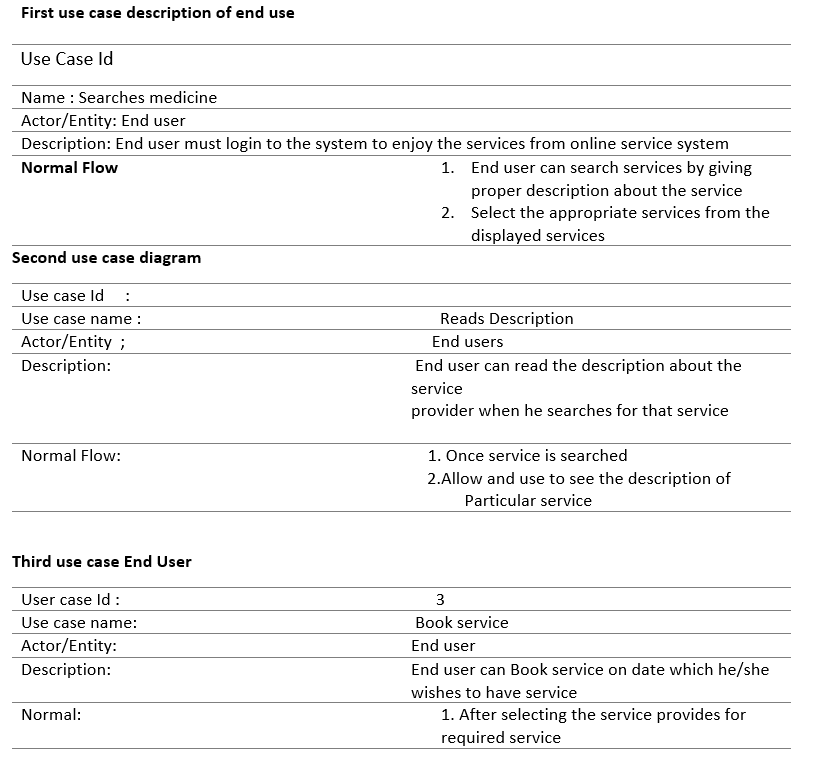 First use case description of end use
Use Case Id
Name : Searches medicine
Actor/Entity: End user
Description: End user must login to the system to enjoy the services from online service system
Normal Flow
1. End user can search services by giving
proper description about the service
2. Select the appropriate services from the
displayed services
Second use case diagram
Use case Id :
Use case name : Reads Description
Actor/Entity ; End users
Description: End user can read the description about the
service
provider when he searches for that service
Normal Flow: 1. Once service is searched
2.Allow and use to see the description of
Particular service
Third use case End User
User case Id : 3
Use case name: Book service
Actor/Entity: End user
Description: End user can Book service on date which he/she
wishes to have service
Normal: 1. After selecting the service provides for
required service